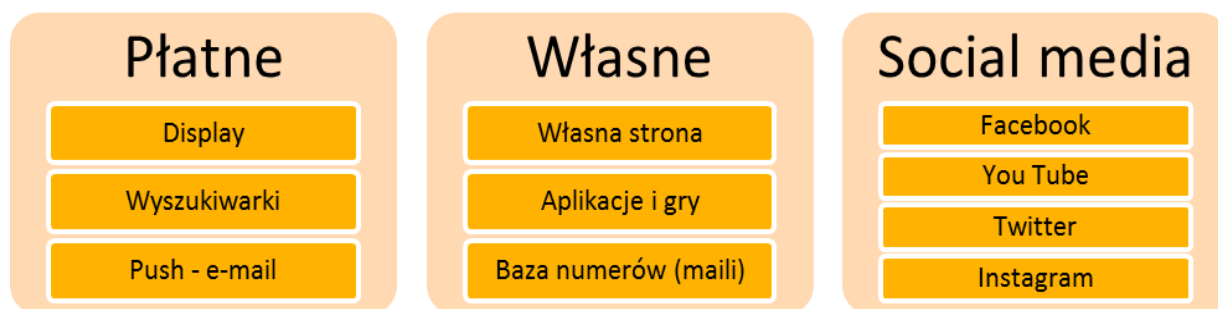 Płatne
Display
Wyszukiwarki
Push - e-mail
Własne
Własna strona
Aplikacje i gry
Baza numerów (maili)
Social media
Facebook
You Tube
Twitter
Instagram